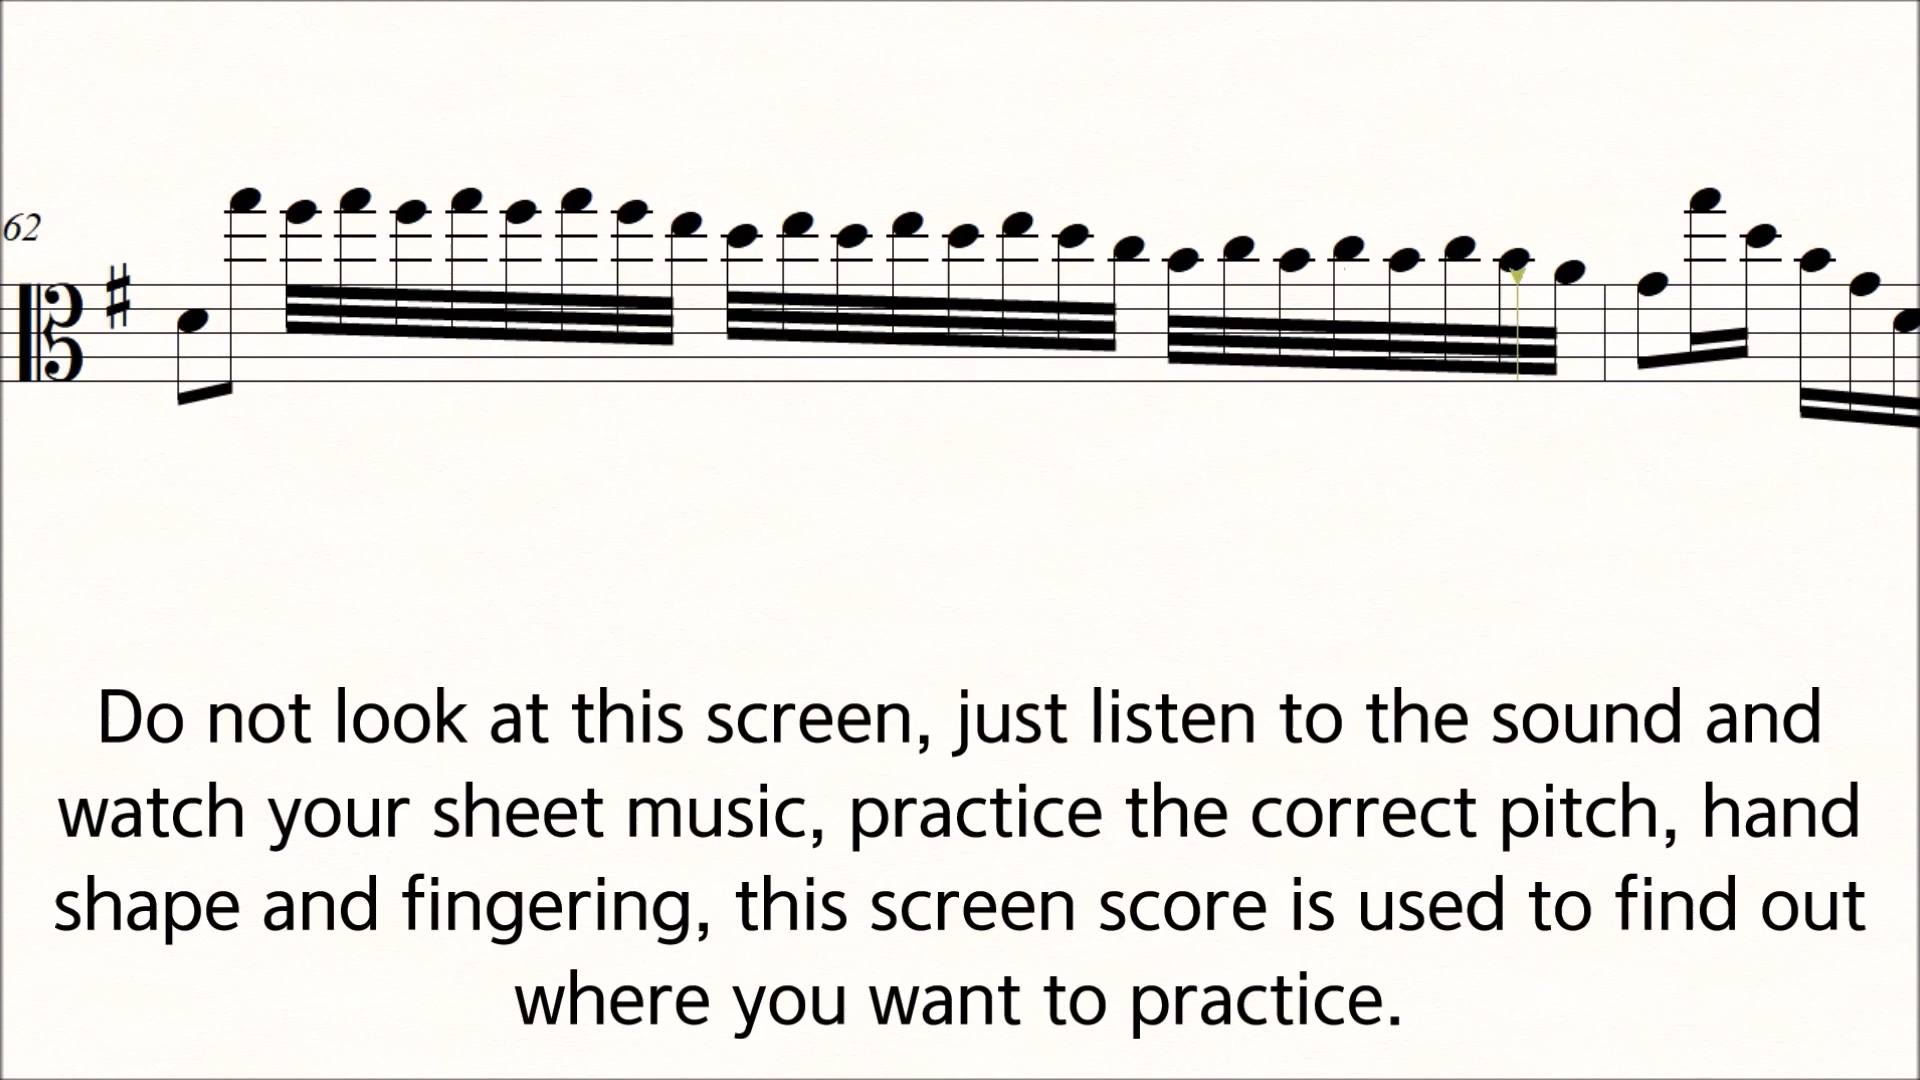 62
Do not look at this screen, just listen to the sound and
watch your sheet music, practice the correct pitch, hand
shape and fingering, this screen score is used to find out
where you want to practice.